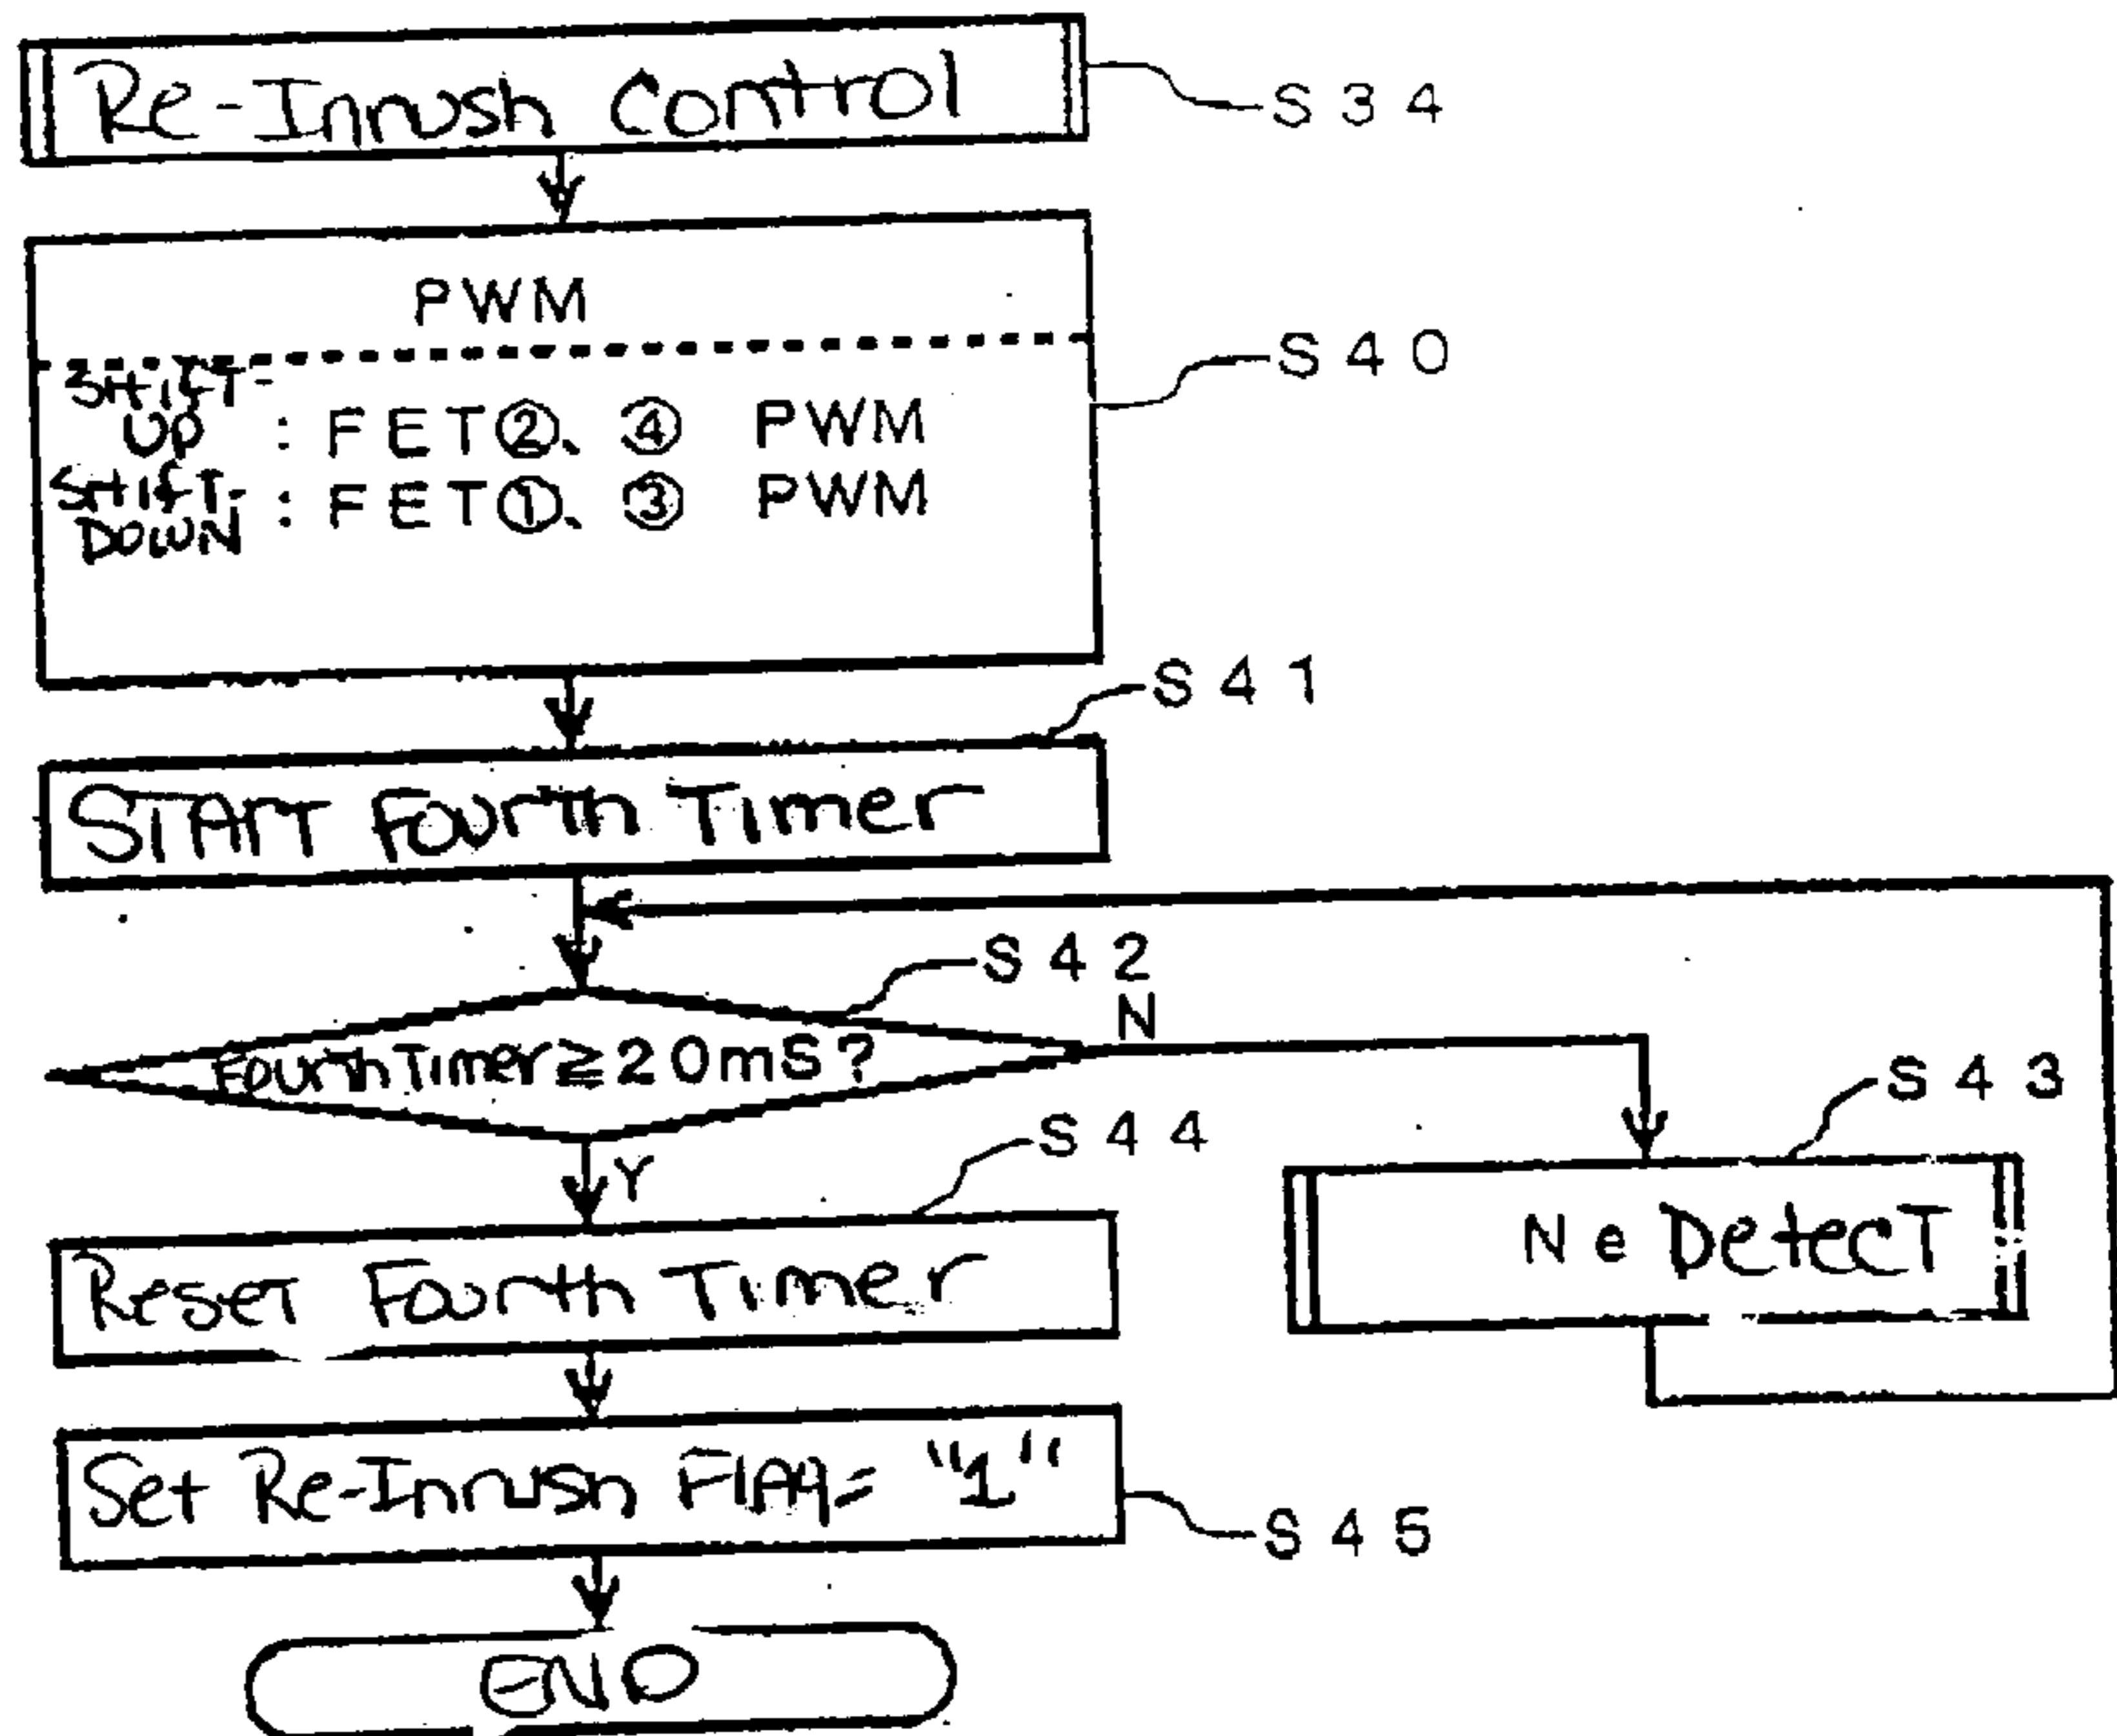 Re-Inrush Control
S34
PWM
S40
SHIFT-
UP : FET②、④ PWM
SHIFT-
DOWN : FET①、③ PWM
S41
START Fourth Timer
S42
N
Fourth Timer≧20mS?
S43
S44
Y
Ne Detect
Reset Fourth Timer
Set Re-Inrush Flag= "1"
S45
END